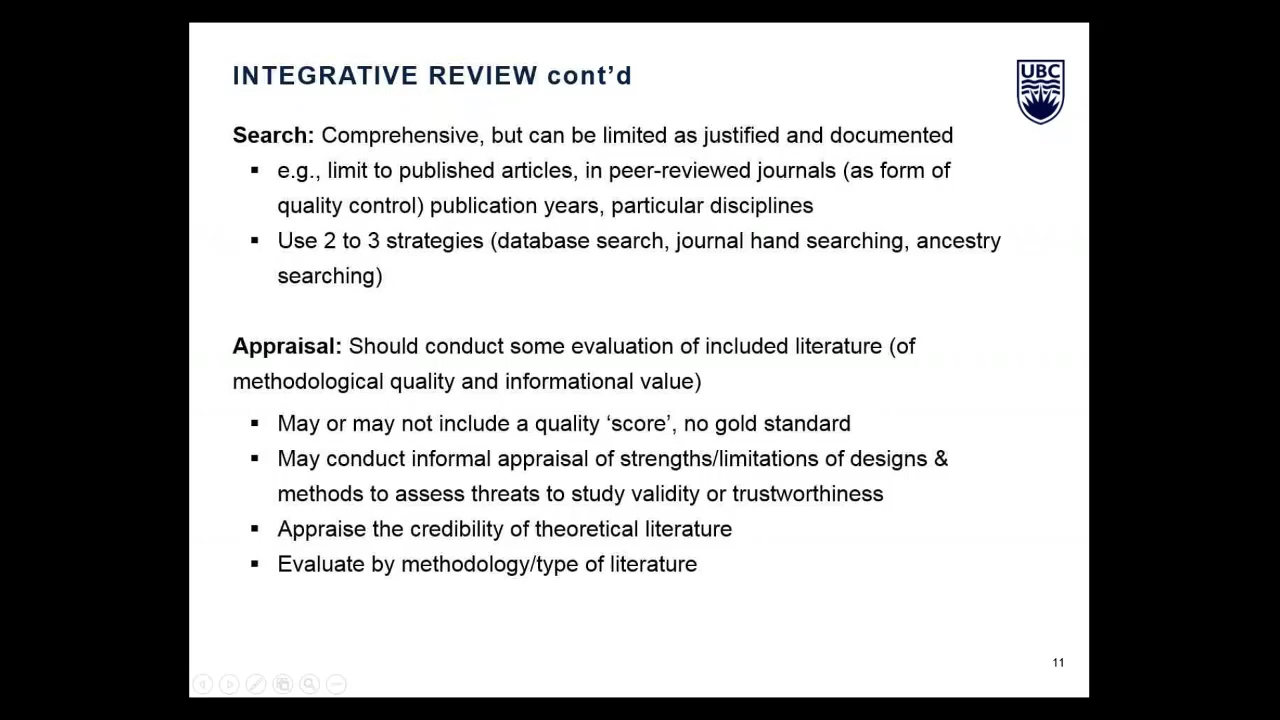 INTEGRATIVE REVIEW cont’d
UBC
Search: Comprehensive, but can be limited as justified and documented
▪ e.g., limit to published articles, in peer-reviewed journals (as form of
quality control) publication years, particular disciplines
▪ Use 2 to 3 strategies (database search, journal hand searching, ancestry
searching)
Appraisal: Should conduct some evaluation of included literature (of
methodological quality and informational value)
▪ May or may not include a quality ‘score’, no gold standard
▪ May conduct informal appraisal of strengths/limitations of designs &
methods to assess threats to study validity or trustworthiness
▪ Appraise the credibility of theoretical literature
▪ Evaluate by methodology/type of literature
11